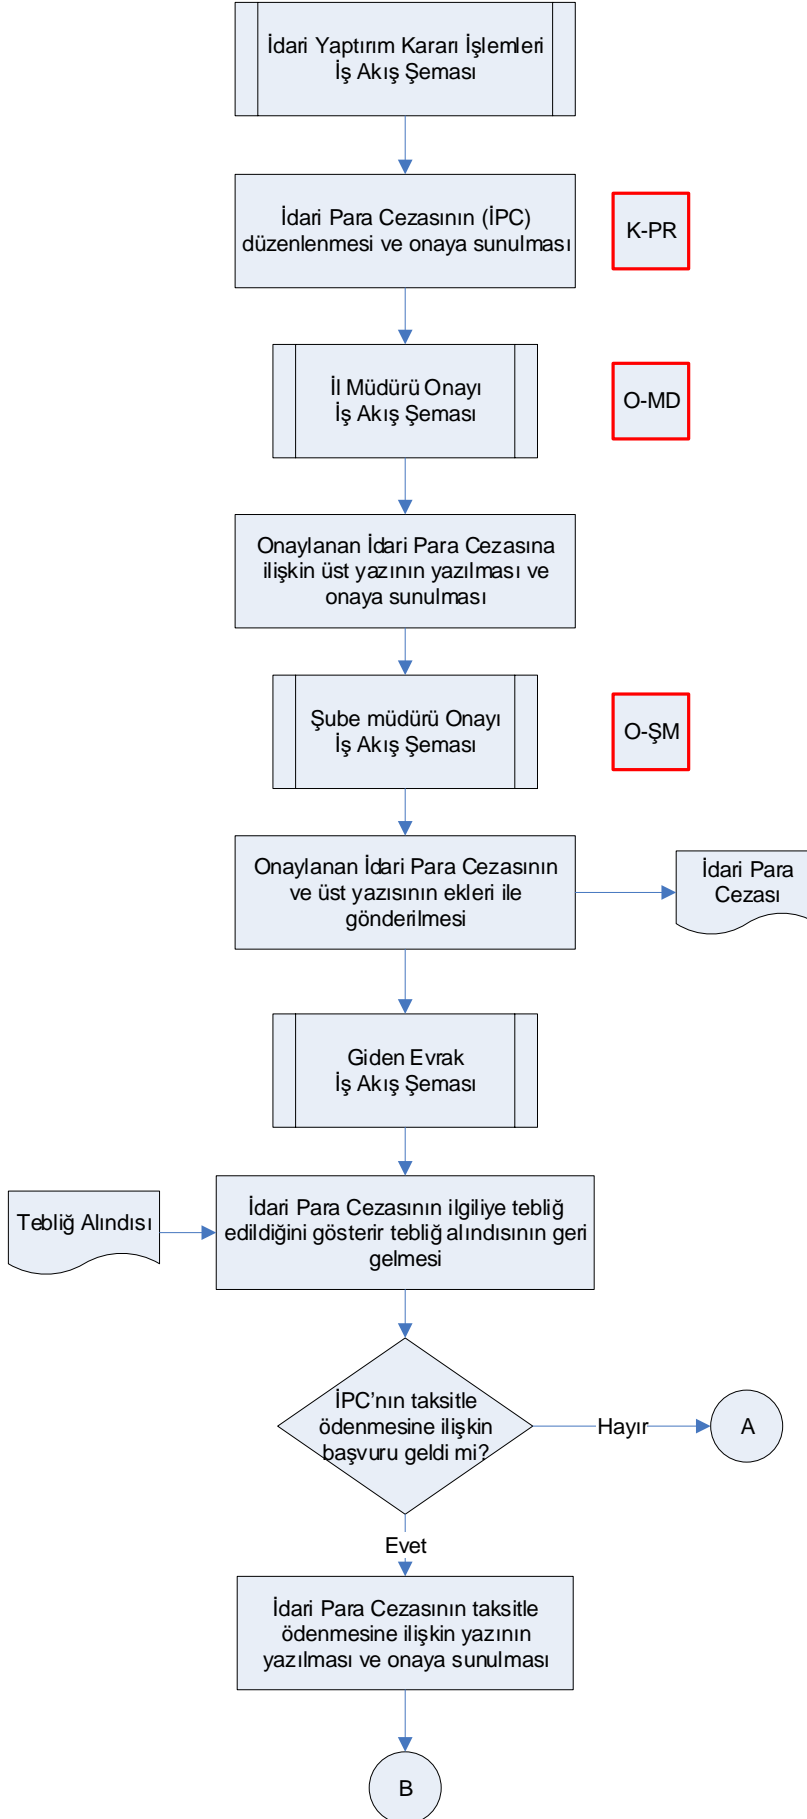 İdari Yaptırım Kararı İşlemleri
İş Akış Şeması
İdari Para Cezasının (İPC)
düzenlenmesi ve onaya sunulması
K-PR
İl Müdürü Onayı
İş Akış Şeması
O-MD
Onaylanan İdari Para Cezasına
ilişkin üst yazının yazılması ve
onaya sunulması
Şube müdürü Onayı
İş Akış Şeması
O-ŞM
Onaylanan İdari Para Cezasının
ve üst yazısının ekleri ile
gönderilmesi
İdari Para
Cezası
Giden Evrak
İş Akış Şeması
Tebliğ Alındısı
İdari Para Cezasının ilgiliye tebliğ
edildiğini gösterir tebliğ alındısının geri
gelmesi
İPC’nın taksitle
ödenmesine ilişkin
başvuru geldi mi?
Hayır
A
Evet
İdari Para Cezasının taksitle
ödenmesine ilişkin yazının
yazılması ve onaya sunulması
B